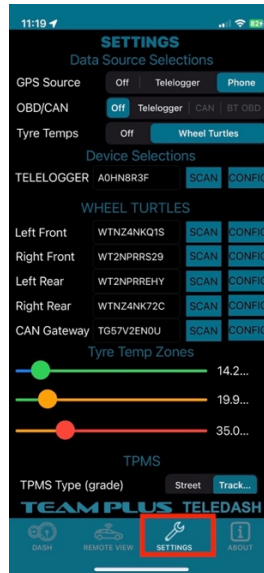 11:19
82
SETTINGS
Data Source Selections
GPS Source Off Telelogger Phone
OBD/CAN Off Telelogger CAN BT OBD
Tyre Temps Off Wheel Turtles
Device Selections
TELELOGGER A0HN8R3F SCAN CONFIG
WHEEL TURTLES
Left Front WTNZ4NKQ1S SCAN CONFIG
Right Front WT2NPRRS29 SCAN CONFIG
Left Rear WT2NPRREHY SCAN CONFIG
Right Rear WTNZ4NK72C SCAN CONFIG
CAN Gateway TG57V2EN0U SCAN CONFIG
Tyre Temp Zones
14.2...
19.9...
35.0...
TPMS
TPMS Type (grade) Street Track...
TEAM PLUS TELEDASH
DASH REMOTE VIEW SETTINGS ABOUT